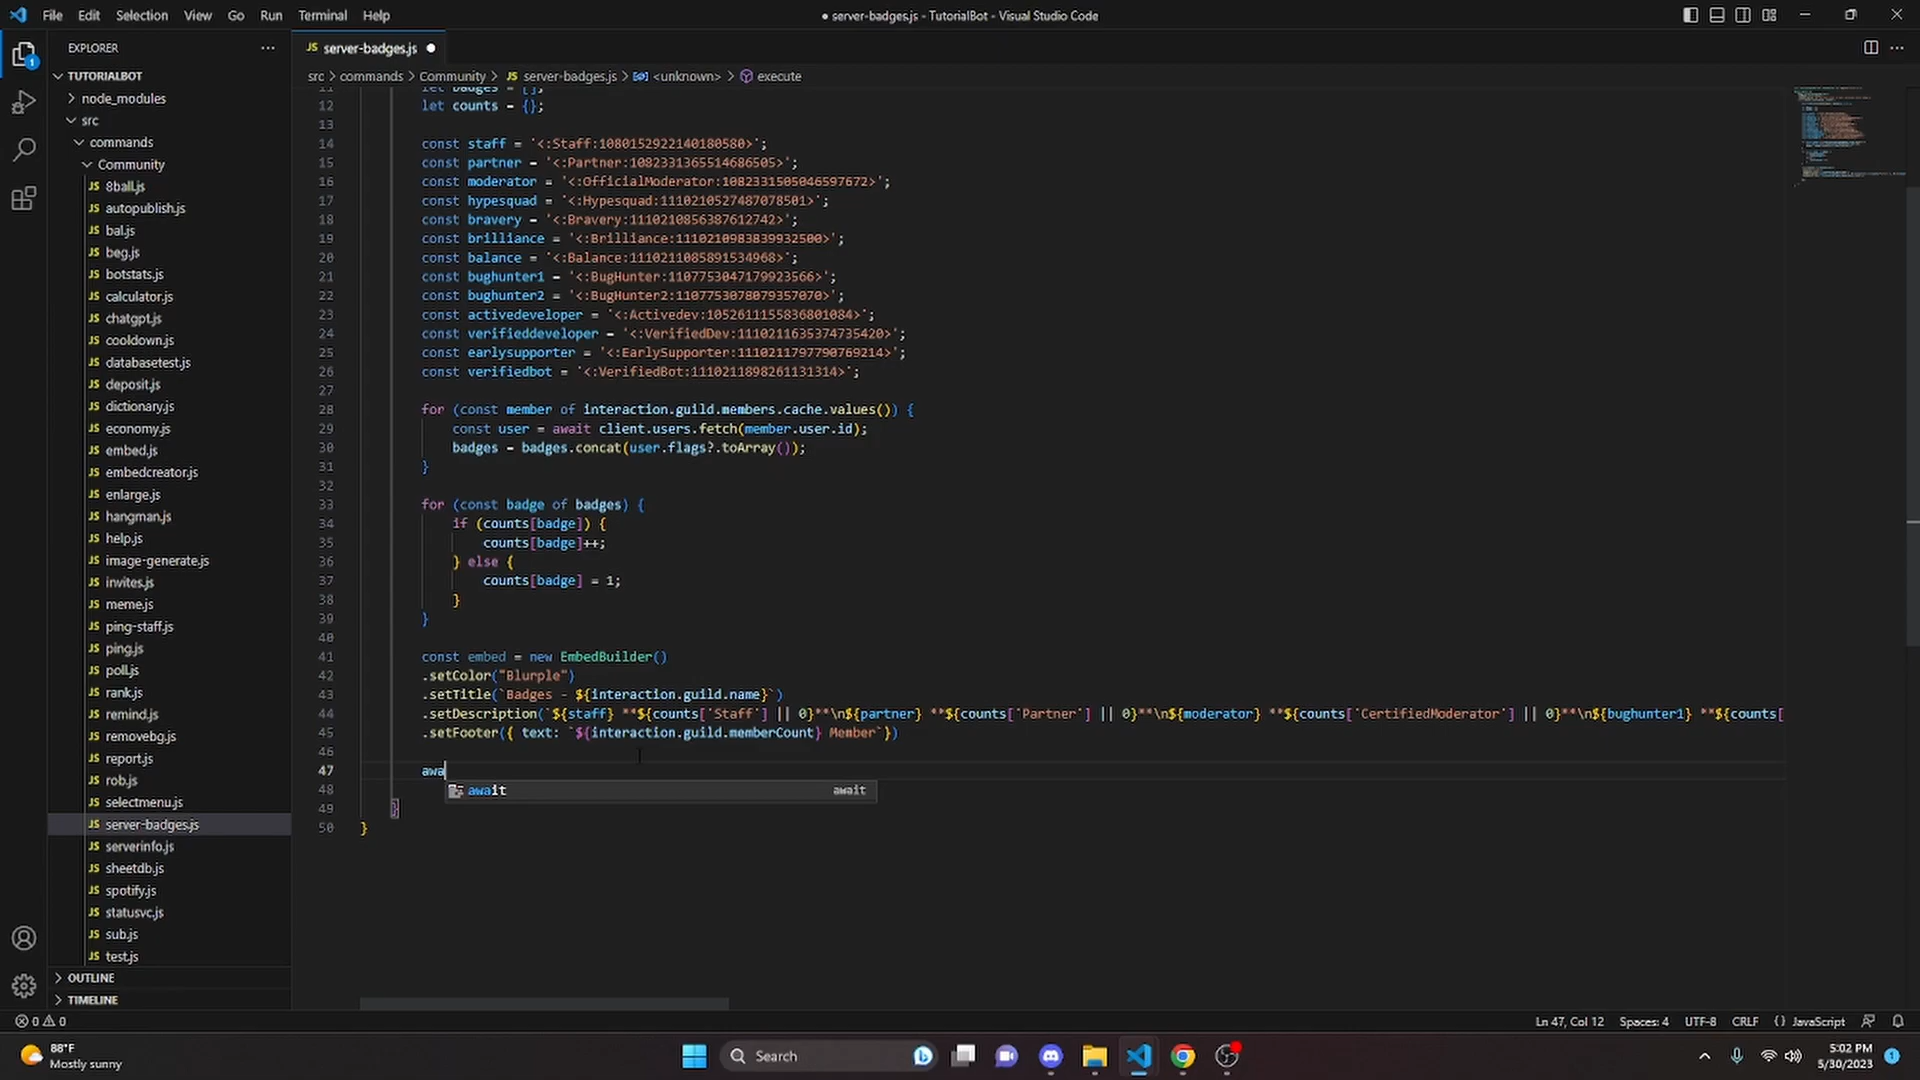 File Edit Selection View Go Run Terminal Help
● server-badges.js - TutorialBot - Visual Studio Code
EXPLORER
TUTORIALBOT
node_modules
src
commands
Community
8ball.js
autopublish.js
bal.js
beg.js
botstats.js
calculator.js
chatgpt.js
cooldown.js
databasetest.js
deposit.js
dictionary.js
economy.js
embed.js
embedcreator.js
enlarge.js
hangman.js
help.js
image-generate.js
invites.js
meme.js
ping-staff.js
ping.js
poll.js
rank.js
remind.js
removebg.js
report.js
rob.js
selectmenu.js
server-badges.js
serverinfo.js
sheetdb.js
spotify.js
statusvc.js
sub.js
test.js
OUTLINE
TIMELINE
JS server-badges.js ●
src > commands > Community > JS server-badges.js > <unknown> > execute
11 let badges = [];
12 let counts = {};
13
14 const staff = '<:Staff:1080152922140180580>';
15 const partner = '<:Partner:1082331365514686505>';
16 const moderator = '<:OfficialModerator:1082331505046597672>';
17 const hypesquad = '<:Hypesquad:1110210527487078501>';
18 const bravery = '<:Bravery:1110210856387612742>';
19 const brilliance = '<:Brilliance:1110210983839932500>';
20 const balance = '<:Balance:1110211085891534968>';
21 const bughunter1 = '<:BugHunter:1107753047179923566>';
22 const bughunter2 = '<:BugHunter2:1107753078079357070>';
23 const activedeveloper = '<:Activedev:1052611155836801084>';
24 const verifieddeveloper = '<:VerifiedDev:1110211635374735420>';
25 const earlysupporter = '<:EarlySupporter:1110211797790769214>';
26 const verifiedbot = '<:VerifiedBot:1110211898261131314>';
27
28 for (const member of interaction.guild.members.cache.values()) {
29 const user = await client.users.fetch(member.user.id);
30 badges = badges.concat(user.flags?.toArray());
31 }
32
33 for (const badge of badges) {
34 if (counts[badge]) {
35 counts[badge]++;
36 } else {
37 counts[badge] = 1;
38 }
39 }
40
41 const embed = new EmbedBuilder()
42 .setColor("Blurple")
43 .setTitle(`Badges - ${interaction.guild.name}`)
44 .setDescription(`${staff} **${counts['Staff'] || 0}**\n${partner} **${counts['Partner'] || 0}**\n${moderator} **${counts['CertifiedModerator'] || 0}**\n${bughunter1} **${counts[
45 .setFooter({ text: `${interaction.guild.memberCount} Member`})
46
47 awa
await await
48
49 }
50 }
0 0
Ln 47, Col 12 Spaces: 4 UTF-8 CRLF {} JavaScript
88°F
Mostly sunny
Search
5:02 PM
5/30/2023
1